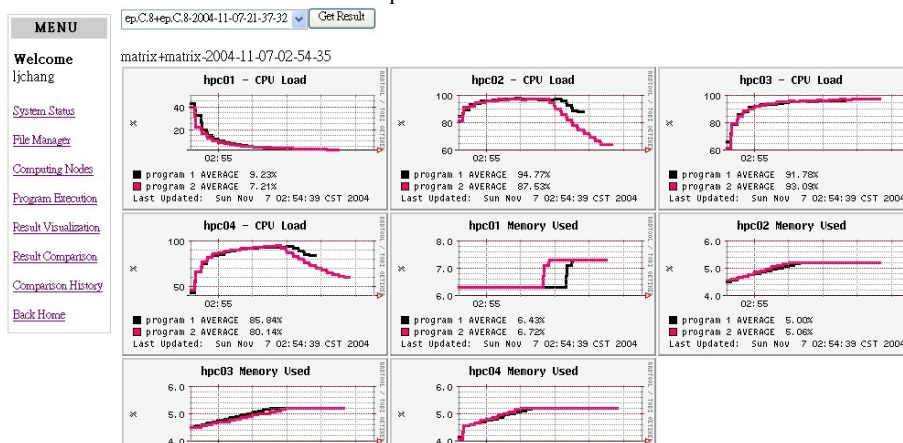 MENU
Welcome
ljchang
System Status
File Manager
Computing Nodes
Program Execution
Result Visualization
Result Comparison
Comparison History
Back Home
ep.C.8+ep.C.8-2004-11-07-21-37-32
Get Result
matrix+matrix-2004-11-07-02-54-35
hpc01 - CPU Load
%
40
20
02:55
program 1 AVERAGE 9.23%
program 2 AVERAGE 7.21%
Last Updated: Sun Nov 7 02:54:39 CST 2004
RRDTOOL / TOBI OETIKER
hpc02 - CPU Load
%
100
80
60
02:55
program 1 AVERAGE 94.77%
program 2 AVERAGE 87.53%
Last Updated: Sun Nov 7 02:54:39 CST 2004
RRDTOOL / TOBI OETIKER
hpc03 - CPU Load
%
100
80
60
02:55
program 1 AVERAGE 91.78%
program 2 AVERAGE 93.09%
Last Updated: Sun Nov 7 02:54:39 CST 2004
hpc04 - CPU Load
%
100
50
02:55
program 1 AVERAGE 85.84%
program 2 AVERAGE 80.14%
Last Updated: Sun Nov 7 02:54:39 CST 2004
RRDTOOL / TOBI OETIKER
hpc01 Memory Used
%
8.0
7.0
6.0
02:55
program 1 AVERAGE 6.43%
program 2 AVERAGE 6.72%
Last Updated: Sun Nov 7 02:54:39 CST 2004
RRDTOOL / TOBI OETIKER
hpc02 Memory Used
%
6.0
5.0
4.0
02:55
program 1 AVERAGE 5.00%
program 2 AVERAGE 5.06%
Last Updated: Sun Nov 7 02:54:39 CST 2004
hpc03 Memory Used
%
6.0
5.0
4.0
hpc04 Memory Used
%
6.0
5.0
4.0